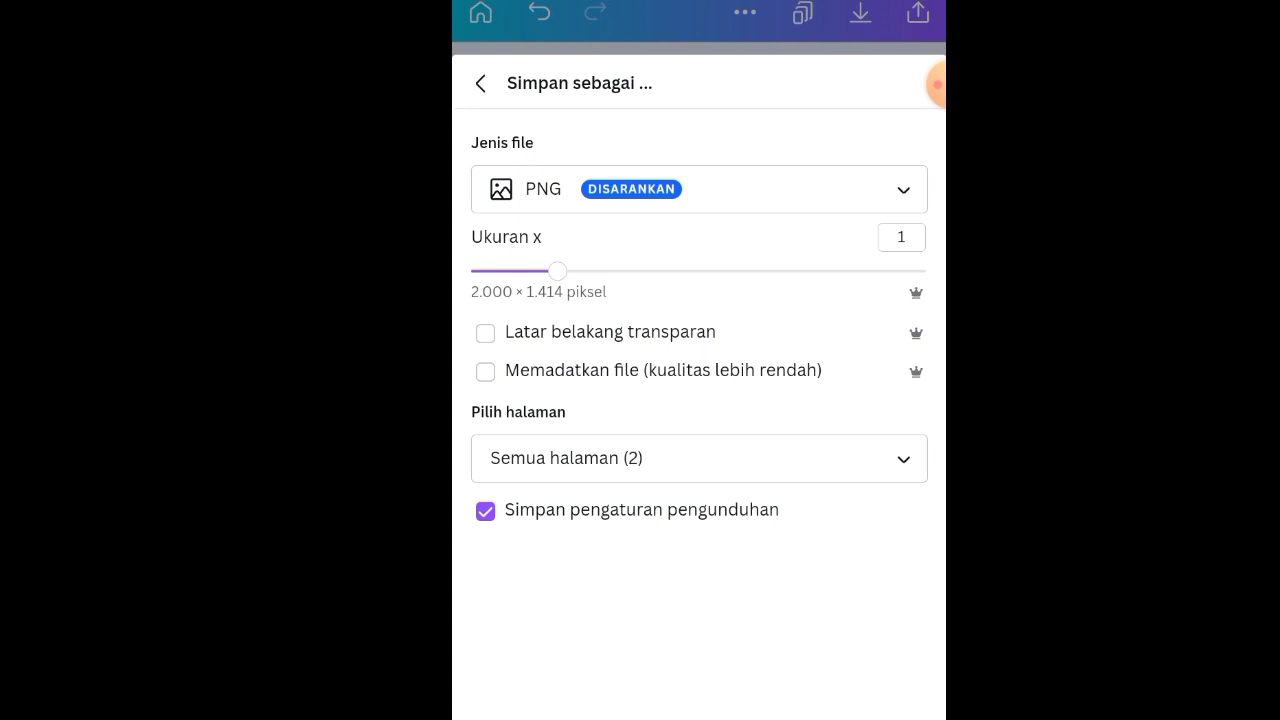 Simpan sebagai ...
Jenis file
PNG DISARANKAN
Ukuran x 1
2.000 × 1.414 piksel
Latar belakang transparan
Memadatkan file (kualitas lebih rendah)
Pilih halaman
Semua halaman (2)
Simpan pengaturan pengunduhan